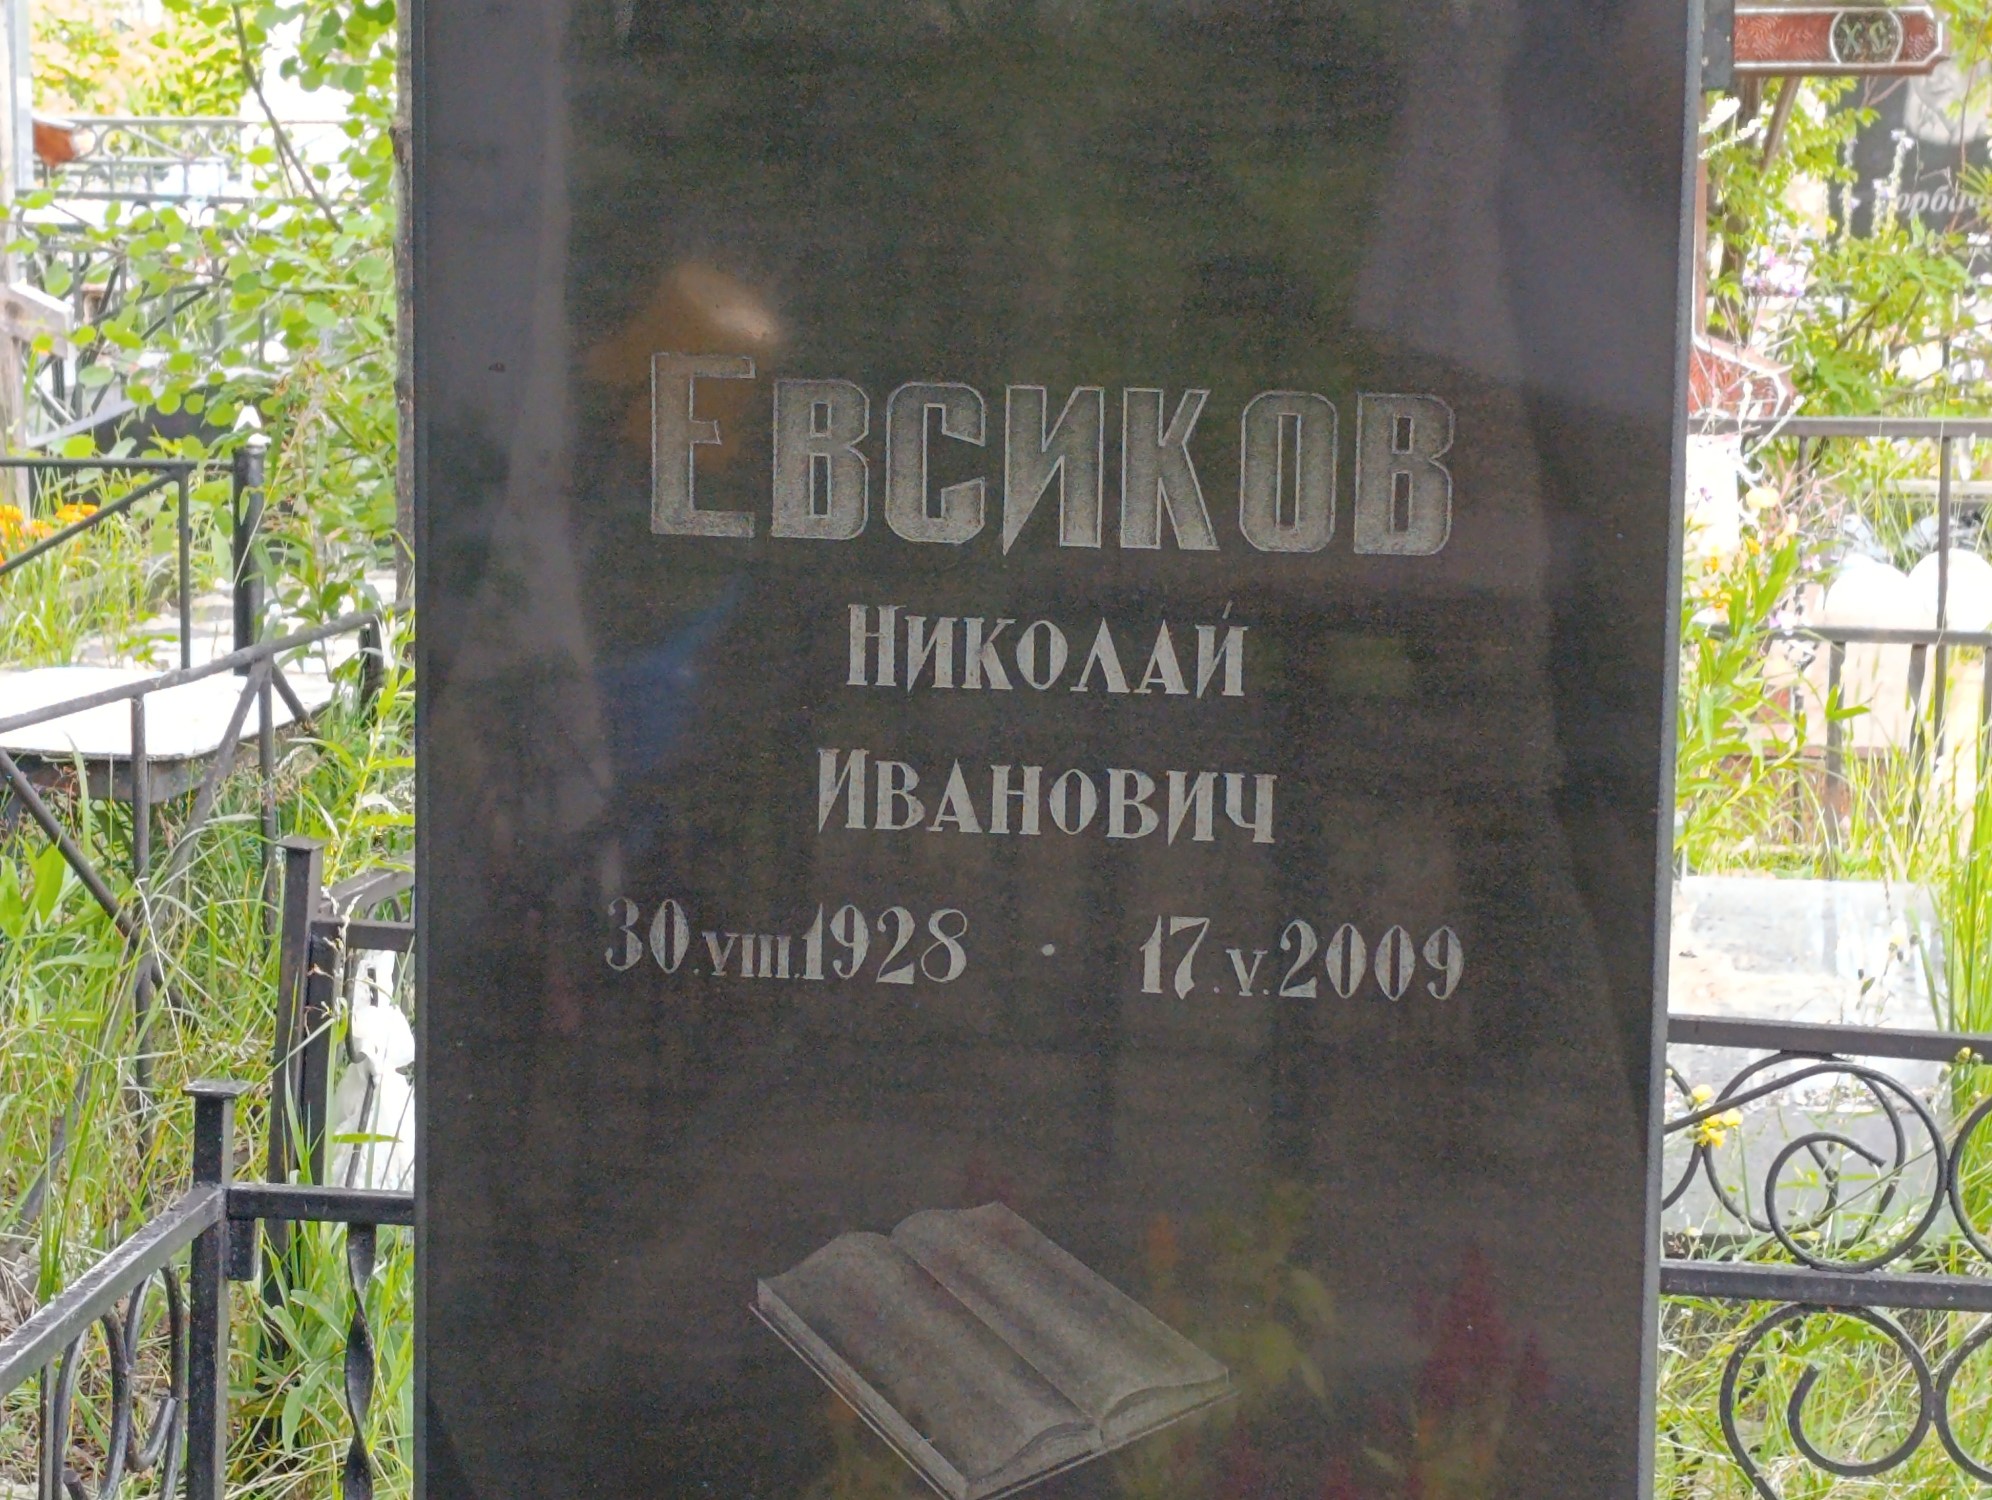 ЕВСИКОВ
НИКОЛАЙ
ИВАНОВИЧ
30.VIII.1928 · 17.V.2009